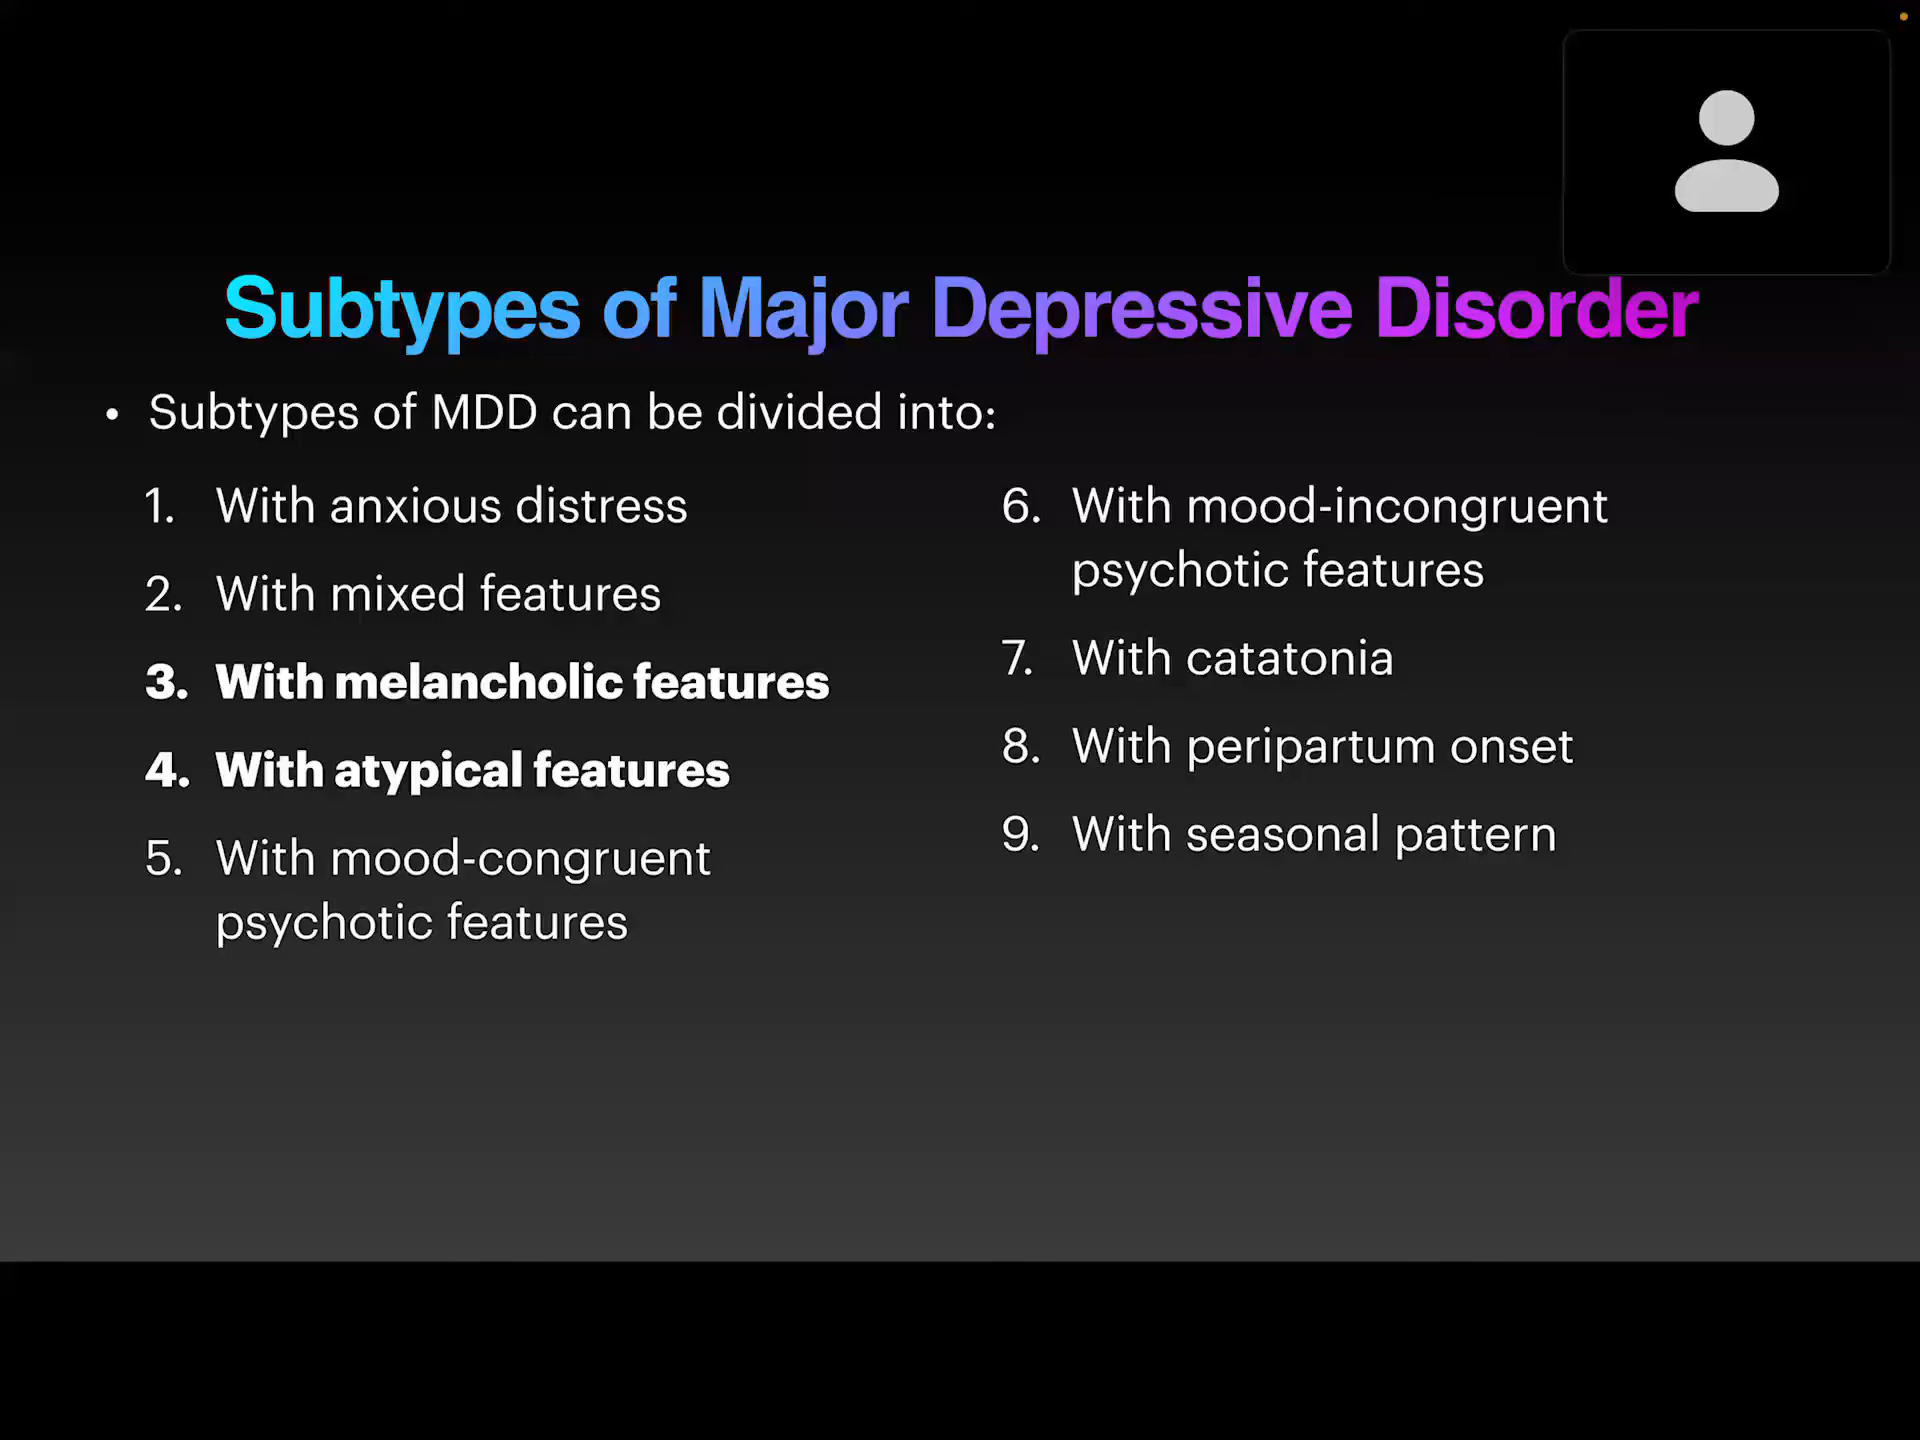 Subtypes of Major Depressive Disorder
• Subtypes of MDD can be divided into:
1. With anxious distress
2. With mixed features
3. With melancholic features
4. With atypical features
5. With mood-congruent
psychotic features
6. With mood-incongruent
psychotic features
7. With catatonia
8. With peripartum onset
9. With seasonal pattern